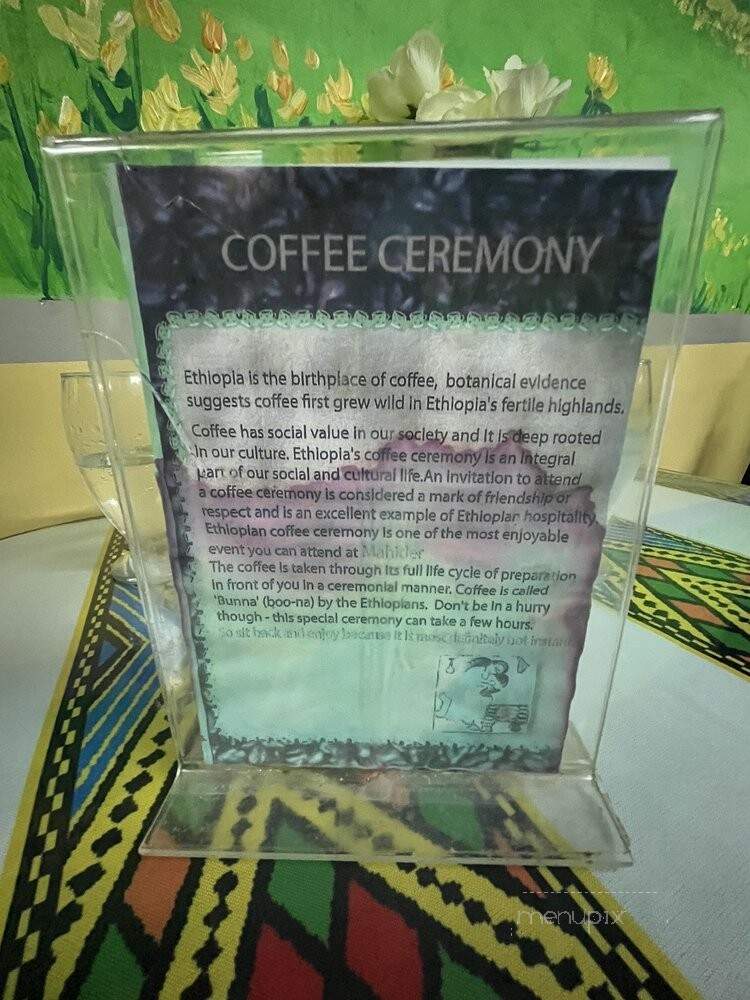 COFFEE CEREMONY
Ethiopia is the birthplace of coffee, botanical evidence
suggests coffee first grew wild in Ethiopia's fertile highlands.
Coffee has social value in our society and it is deep rooted
in our culture. Ethiopia's coffee ceremony is an integral
part of our social and cultural life.An invitation to attend
a coffee ceremony is considered a mark of friendship or
respect and is an excellent example of Ethiopian hospitality.
Ethiopian coffee ceremony is one of the most enjoyable
event you can attend at
The coffee is taken through its full life cycle of preparation
in front of you in a ceremonial manner. Coffee is called
'Bunna' (boo-na) by the Ethiopians. Don't be in a hurry
though - this special ceremony can take a few hours.
So sit back and enjoy because it is most definitely not instant
menupix